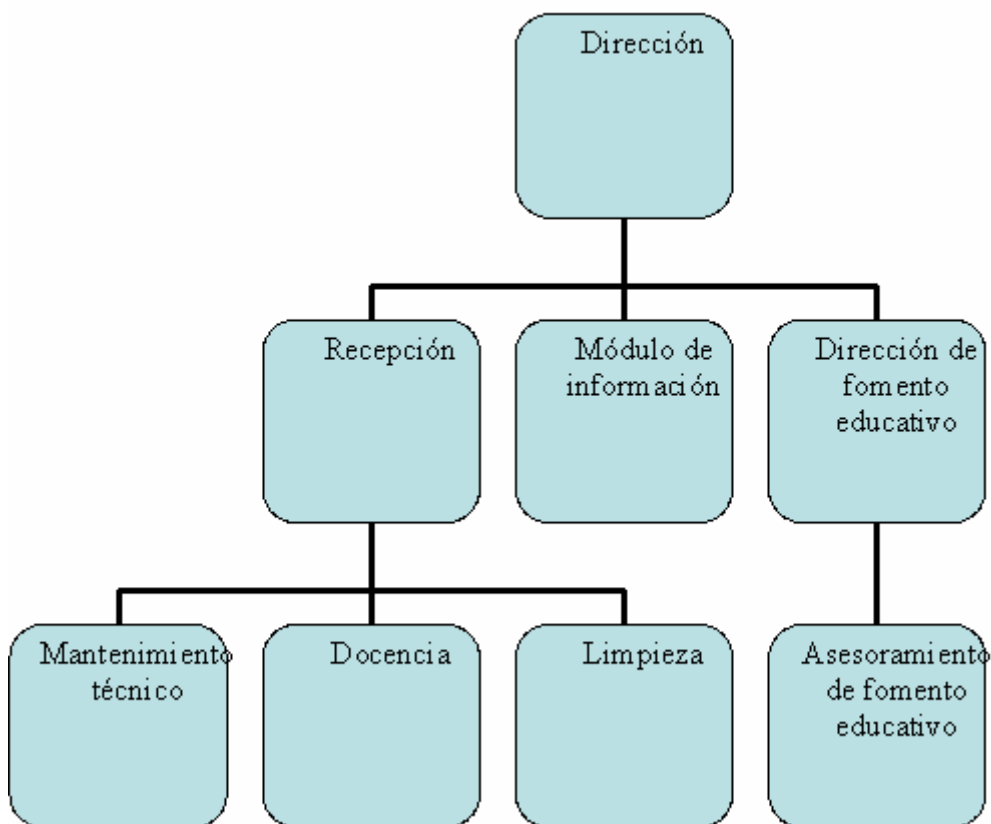 Dirección
Recepción
Módulo de
información
Dirección de
fomento
educativo
Mantenimiento
técnico
Docencia
Limpieza
Asesoramiento
de fomento
educativo